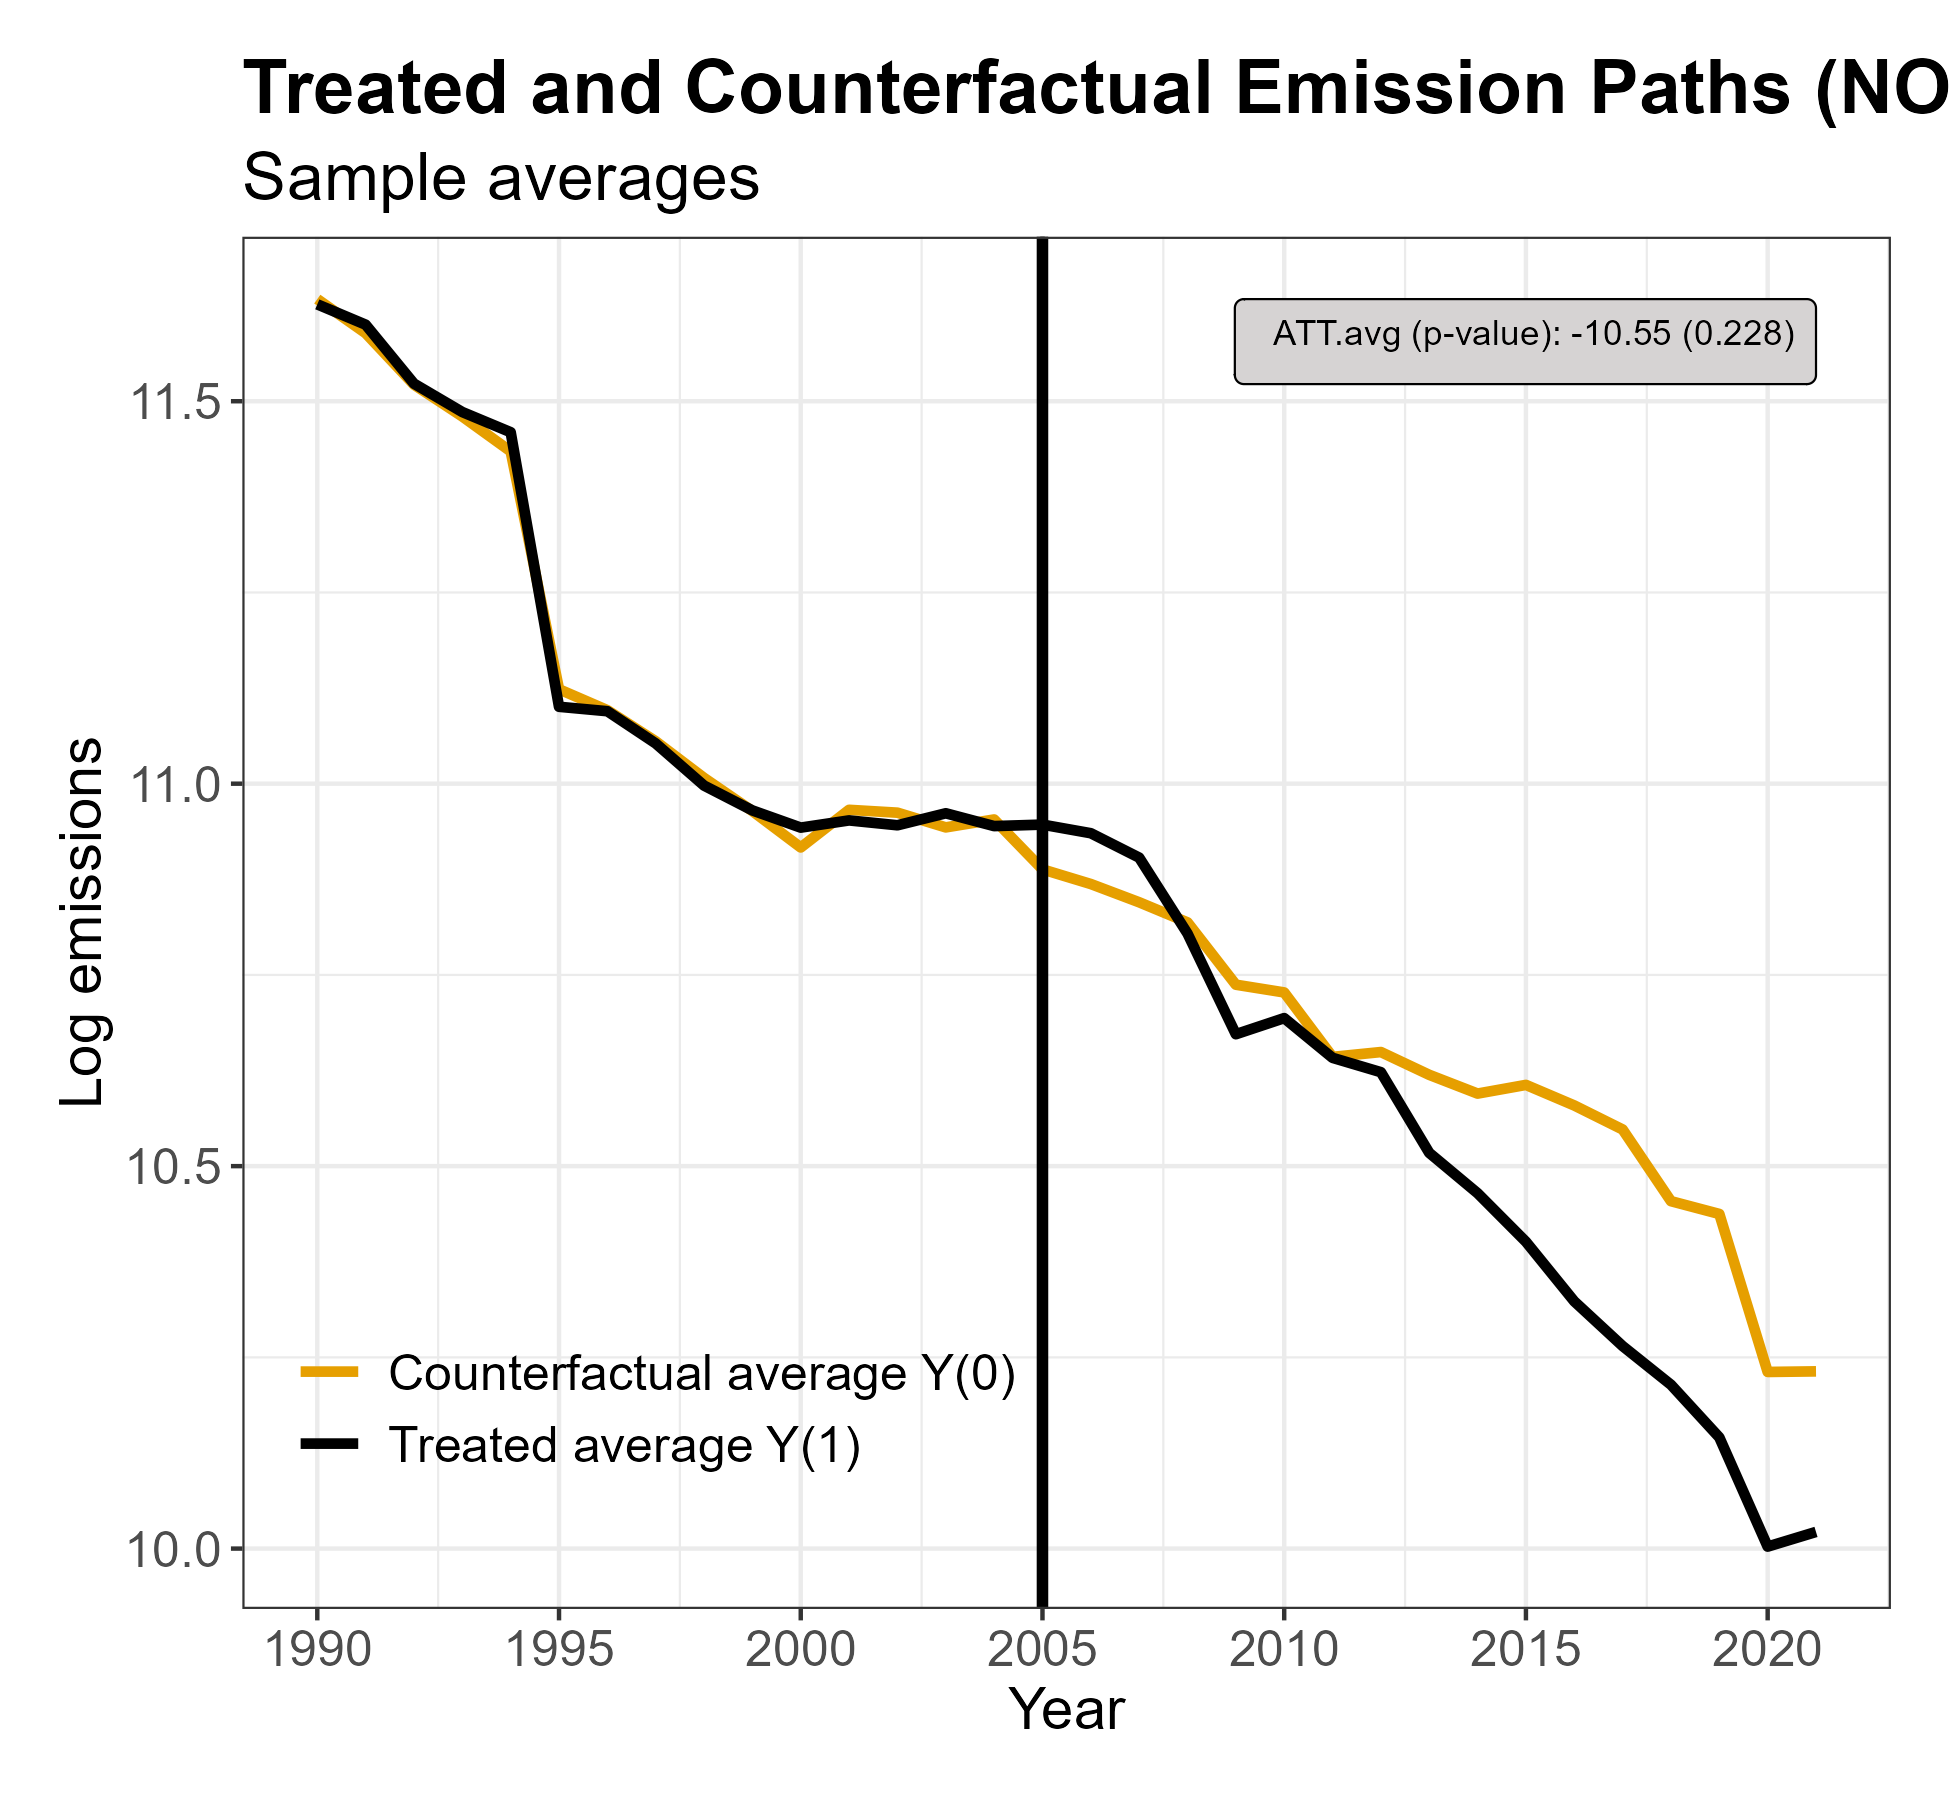 Treated and Counterfactual Emission Paths (NO
Sample averages
ATT.avg (p-value): -10.55 (0.228)
Log emissions
11.5
11.0
10.5
10.0
Counterfactual average Y(0)
Treated average Y(1)
1990 1995 2000 2005 2010 2015 2020
Year